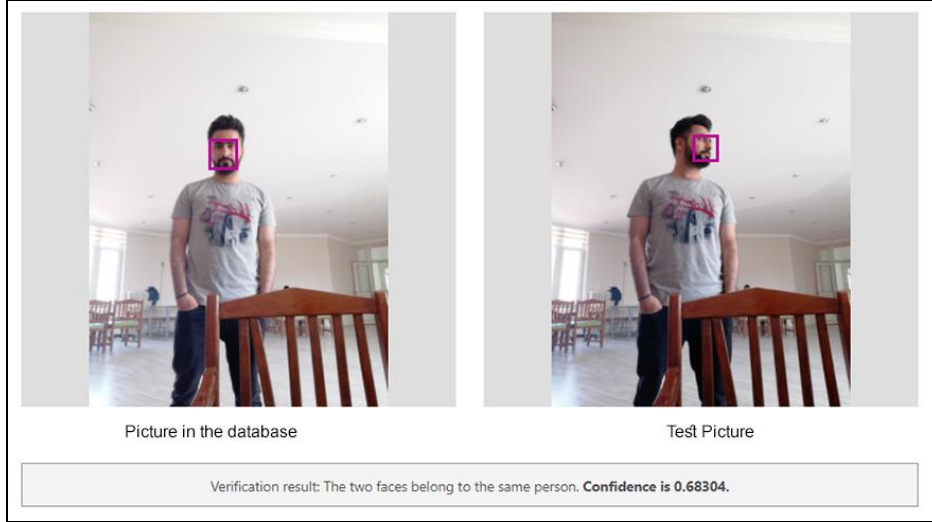 Picture in the database
Test Picture
Verification result: The two faces belong to the same person. Confidence is 0.68304.